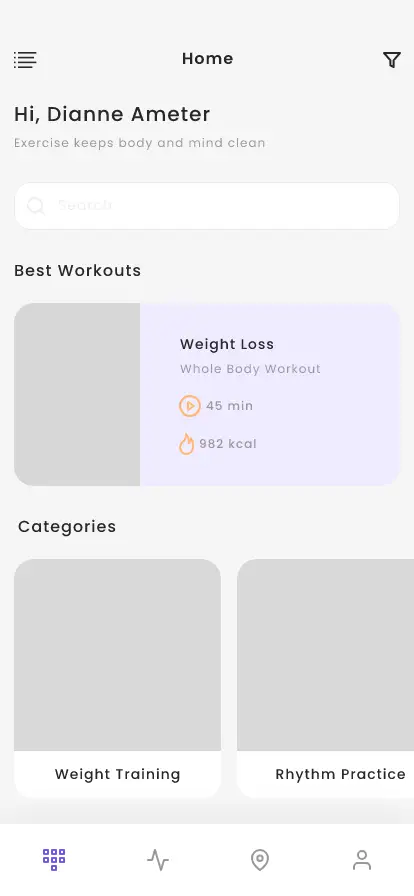 Home
Hi, Dianne Ameter
Exercise keeps body and mind clean
Search
Best Workouts
Weight Loss
Whole Body Workout
45 min
982 kcal
Categories
Weight Training
Rhythm Practice